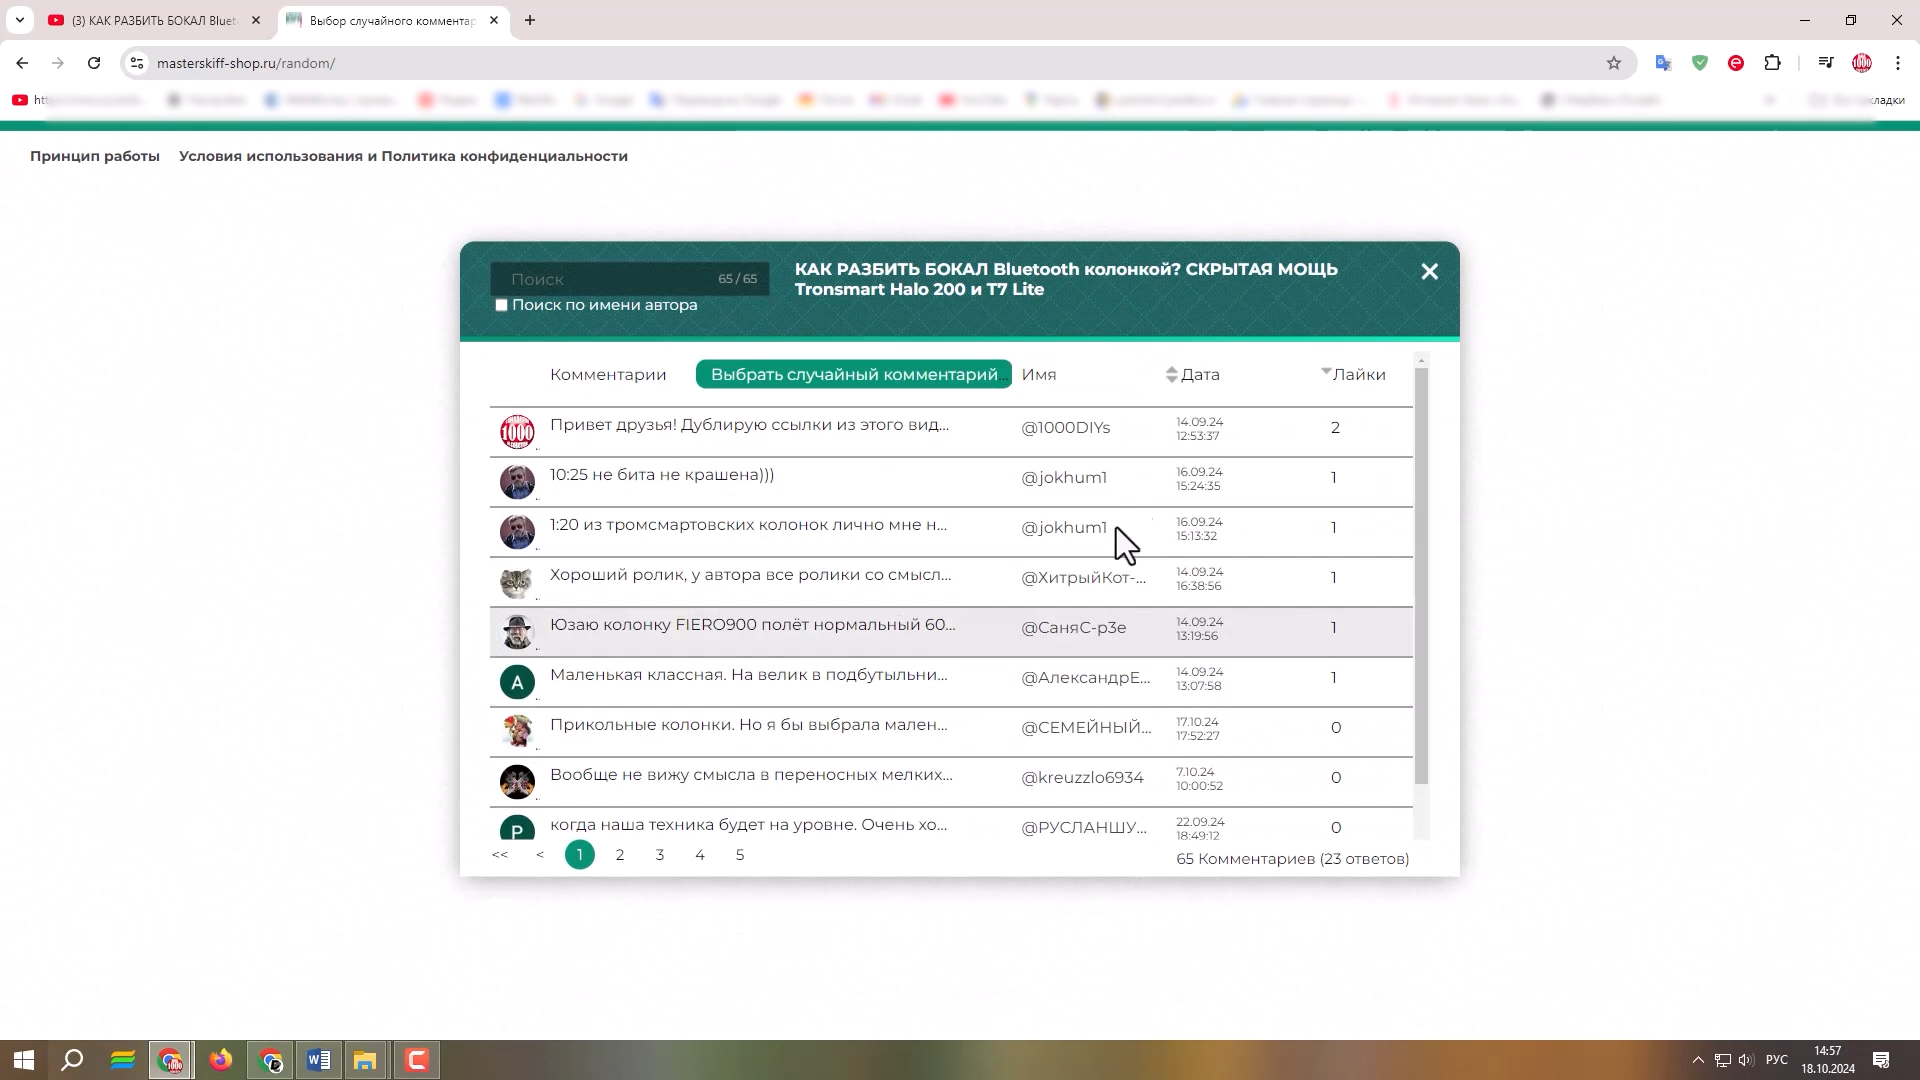 (3) КАК РАЗБИТЬ БОКАЛ Bluet
Выбор случайного комментар
masterskiff-shop.ru/random/
Принцип работы
Условия использования и Политика конфиденциальности
Поиск
65 / 65
КАК РАЗБИТЬ БОКАЛ Bluetooth колонкой? СКРЫТАЯ МОЩЬ
Tronsmart Halo 200 и T7 Lite
Поиск по имени автора
Комментарии
Выбрать случайный комментарий...
Имя
Дата
Лайки
1000
Привет друзья! Дублирую ссылки из этого вид...
@1000DIYs
14.09.24
12:53:37
2
10:25 не бита не крашена)))
@jokhum1
16.09.24
15:24:35
1
1:20 из тромсмартовских колонок лично мне н...
@jokhum1
16.09.24
15:13:32
1
Хороший ролик, у автора все ролики со смысл...
@ХитрыйКот-...
14.09.24
16:38:56
1
Юзаю колонку FIERO900 полёт нормальный 60...
@СаняС-р3е
14.09.24
13:19:56
1
А
Маленькая классная. На велик в подбутыльни...
@АлександрЕ...
14.09.24
13:07:58
1
Прикольные колонки. Но я бы выбрала мален...
@СЕМЕЙНЫЙ...
17.10.24
17:52:27
0
Вообще не вижу смысла в переносных мелких...
@kreuzzlo6934
7.10.24
10:00:52
0
Р
когда наша техника будет на уровне. Очень хо...
@РУСЛАНШУ...
22.09.24
18:49:12
0
<< < 1 2 3 4 5
65 Комментариев (23 ответов)
РУС
14:57
18.10.2024